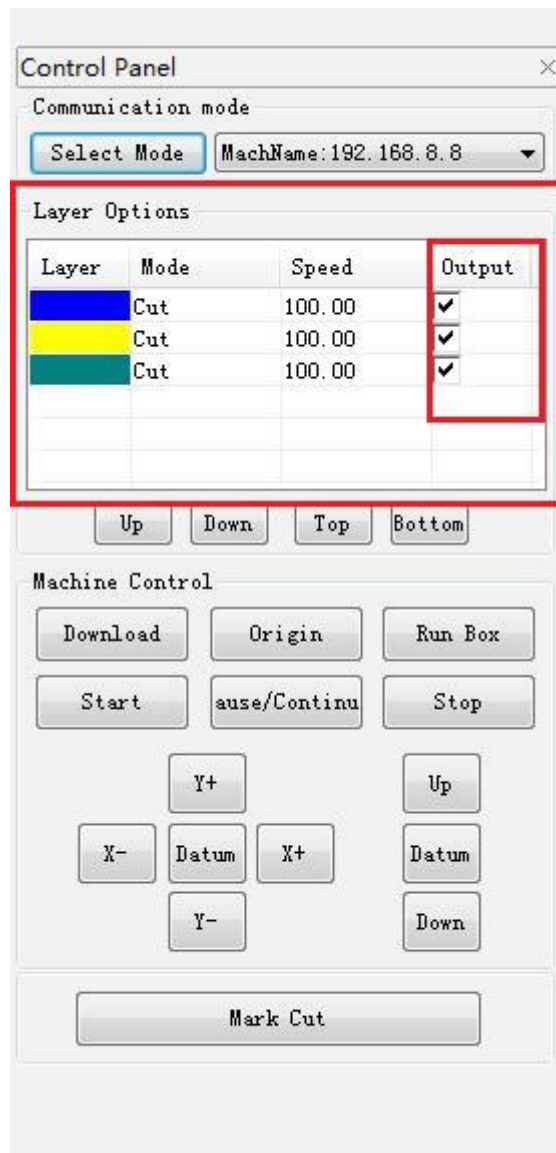 Control Panel
Communication mode
Select Mode MachName:192.168.8.8
Layer Options
Layer Mode Speed Output
Cut 100.00
Cut 100.00
Cut 100.00
Up Down Top Bottom
Machine Control
Download Origin Run Box
Start ause/Continu Stop
Y+ Up
X- Datum X+ Datum
Y- Down
Mark Cut